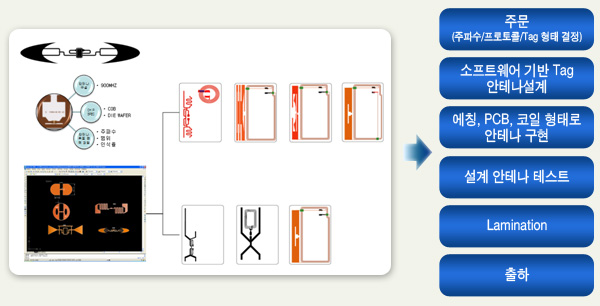 900MHZ
COB
DIE WAFER
주파수
범위
인식률
주문
(주파수/프로토콜/Tag 형태 결정)
소프트웨어 기반 Tag
안테나설계
에칭, PCB, 코일 형태로
안테나 구현
설계 안테나 테스트
Lamination
출하